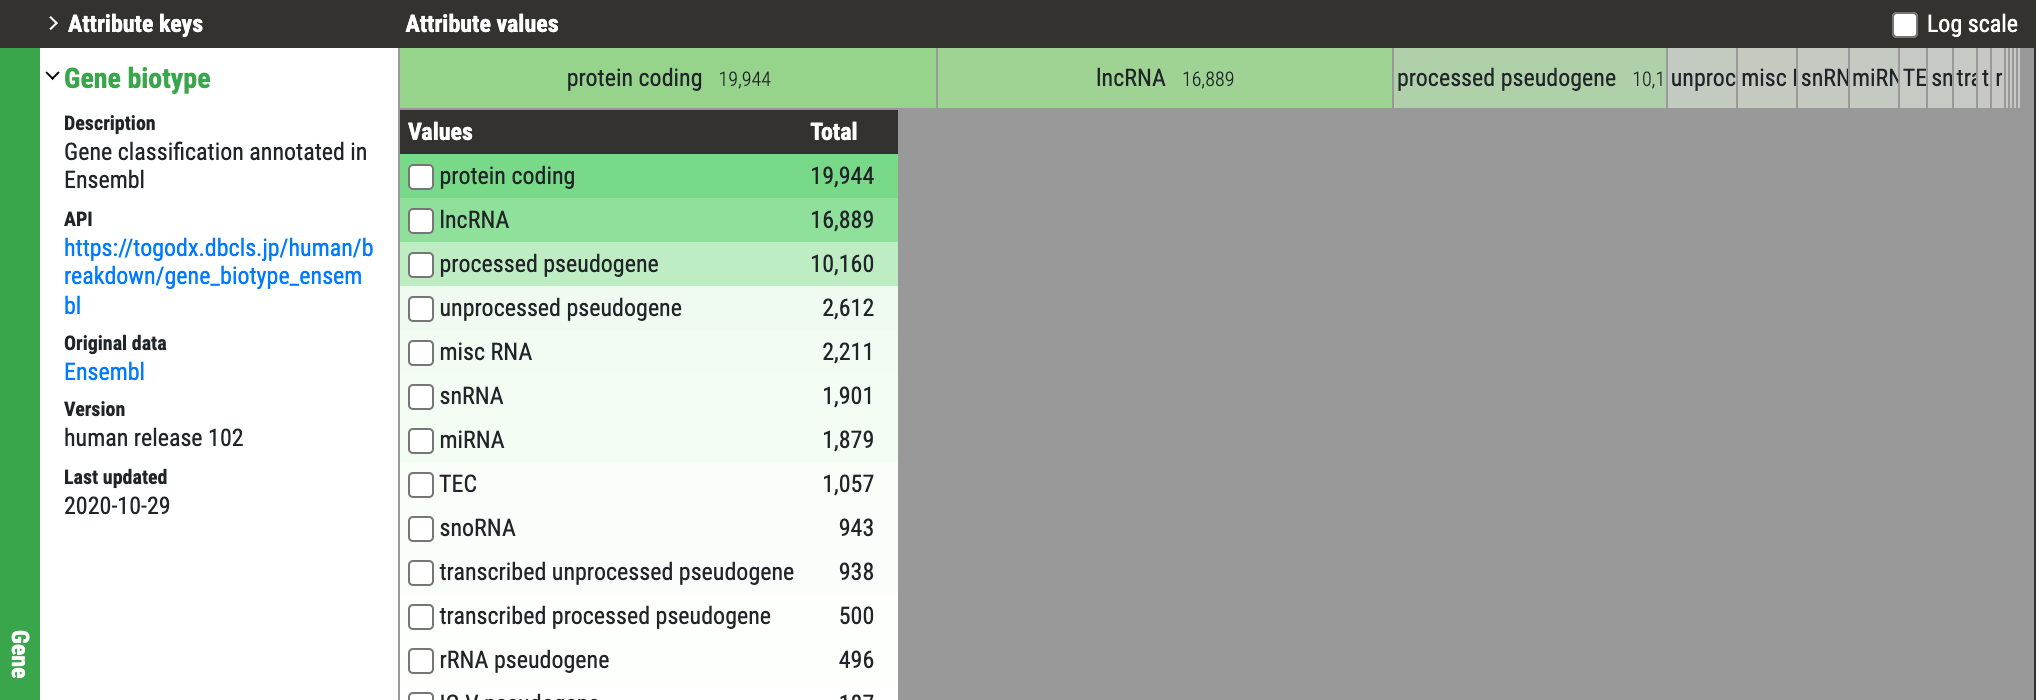 Attribute keys
Attribute values
Log scale
Gene biotype
protein coding 19,944
lncRNA 16,889
processed pseudogene 10,1
unproc
misc
snRN
miRN
TE
sn
tra
t
r
Description
Gene classification annotated in
Ensembl
API
https://togodx.dbcls.jp/human/b
reakdown/gene_biotype_ensem
bl
Original data
Ensembl
Version
human release 102
Last updated
2020-10-29
Values Total
protein coding 19,944
lncRNA 16,889
processed pseudogene 10,160
unprocessed pseudogene 2,612
misc RNA 2,211
snRNA 1,901
miRNA 1,879
TEC 1,057
snoRNA 943
transcribed unprocessed pseudogene 938
transcribed processed pseudogene 500
rRNA pseudogene 496
Gene